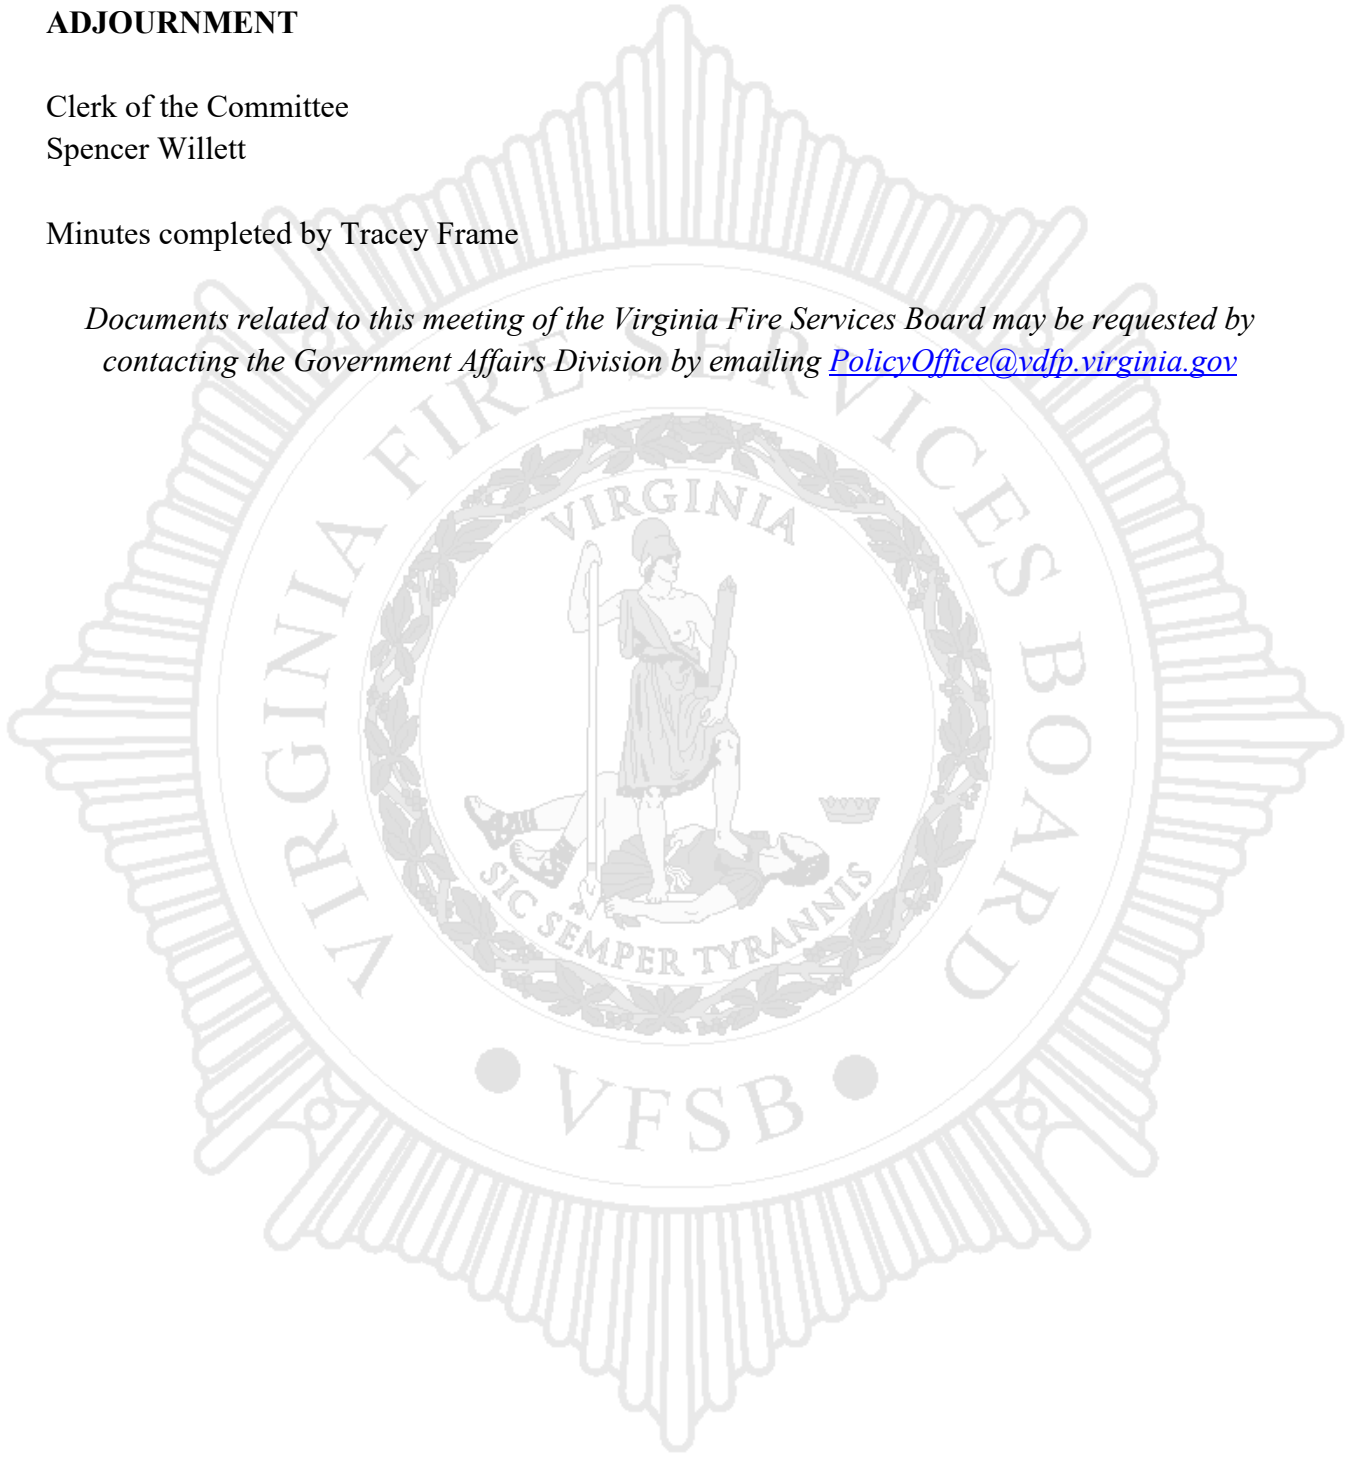 ADJOURNMENT
Clerk of the Committee
Spencer Willett
Minutes completed by Tracey Frame
Documents related to this meeting of the Virginia Fire Services Board may be requested by
contacting the Government Affairs Division by emailing PolicyOffice@vdfp.virginia.gov
VIRGINIA FIRE SERVICES BOARD
VIRGINIA
SIC SEMPER TYRANNIS
• VFSB •